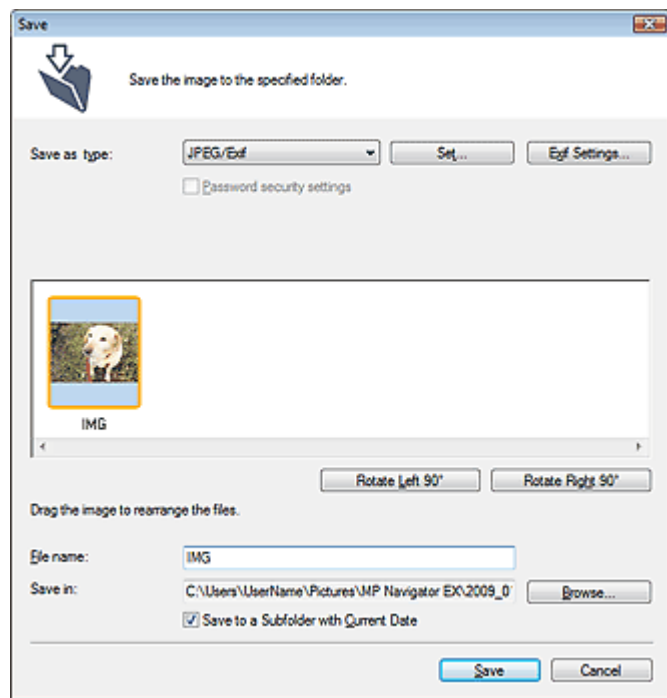 Save
Save the image to the specified folder.
Save as type: JPEG/Exif Set... Exif Settings...
Password security settings
IMG
Rotate Left 90° Rotate Right 90°
Drag the image to rearrange the files.
File name: IMG
Save in: C:\Users\UserName\Pictures\MP Navigator EX\2009_0 Browse...
Save to a Subfolder with Current Date
Save Cancel